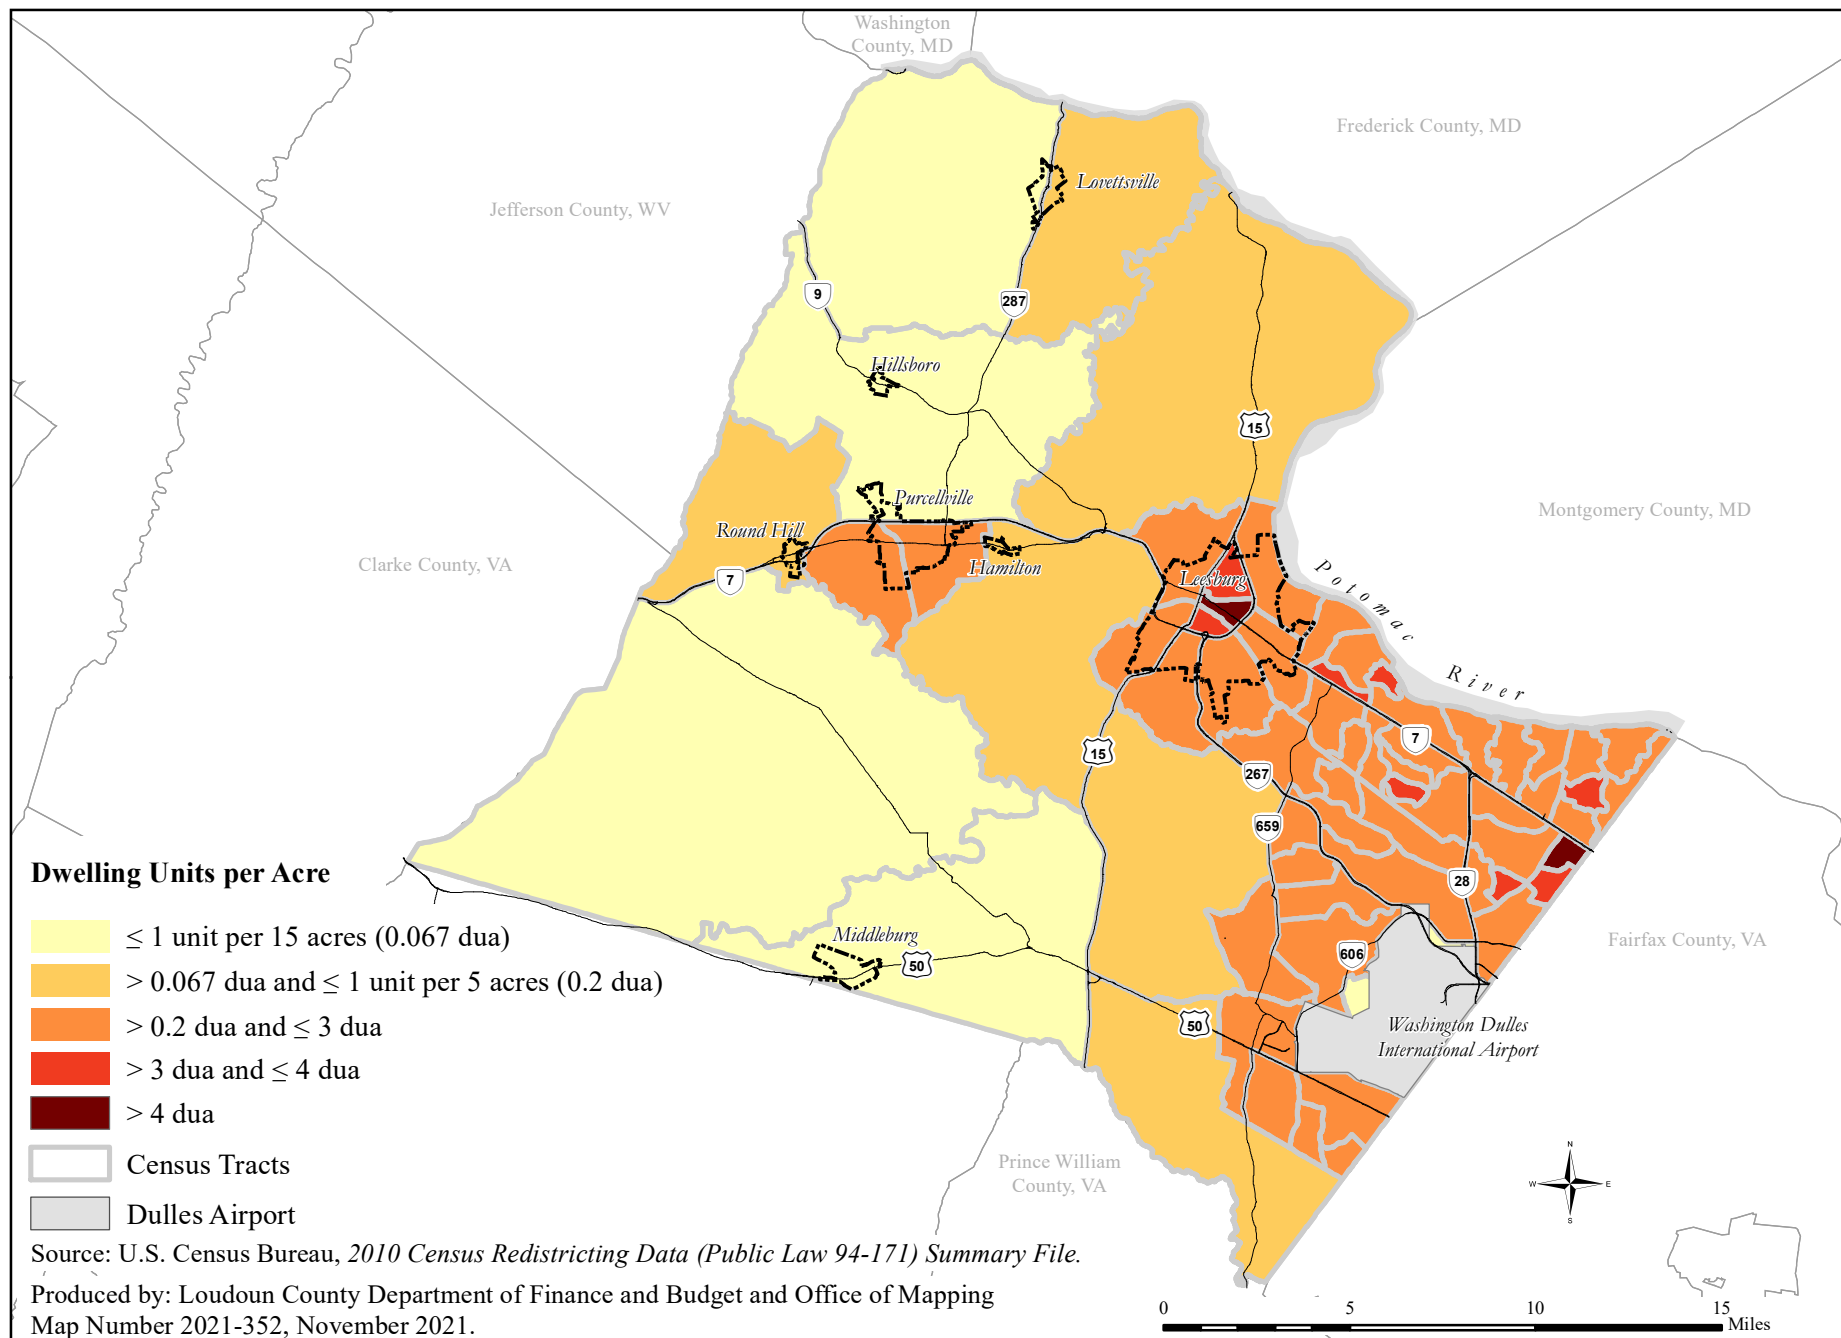 Washington
County, MD
Frederick County, MD
Lovettsville
Jefferson County, WV
9
287
Hillsboro
15
Purcellville
Montgomery County, MD
Round Hill
Clarke County, VA
Hamilton
7
Leesburg
Potomac
River
15
7
267
659
28
Middleburg
50
606
Fairfax County, VA
50
Washington Dulles
International Airport
Prince William
County, VA
Dwelling Units per Acre
≤ 1 unit per 15 acres (0.067 dua)
> 0.067 dua and ≤ 1 unit per 5 acres (0.2 dua)
> 0.2 dua and ≤ 3 dua
> 3 dua and ≤ 4 dua
> 4 dua
Census Tracts
Dulles Airport
N
W E
S
Source: U.S. Census Bureau, 2010 Census Redistricting Data (Public Law 94-171) Summary File.
Produced by: Loudoun County Department of Finance and Budget and Office of Mapping
Map Number 2021-352, November 2021.
0 5 10 15
Miles